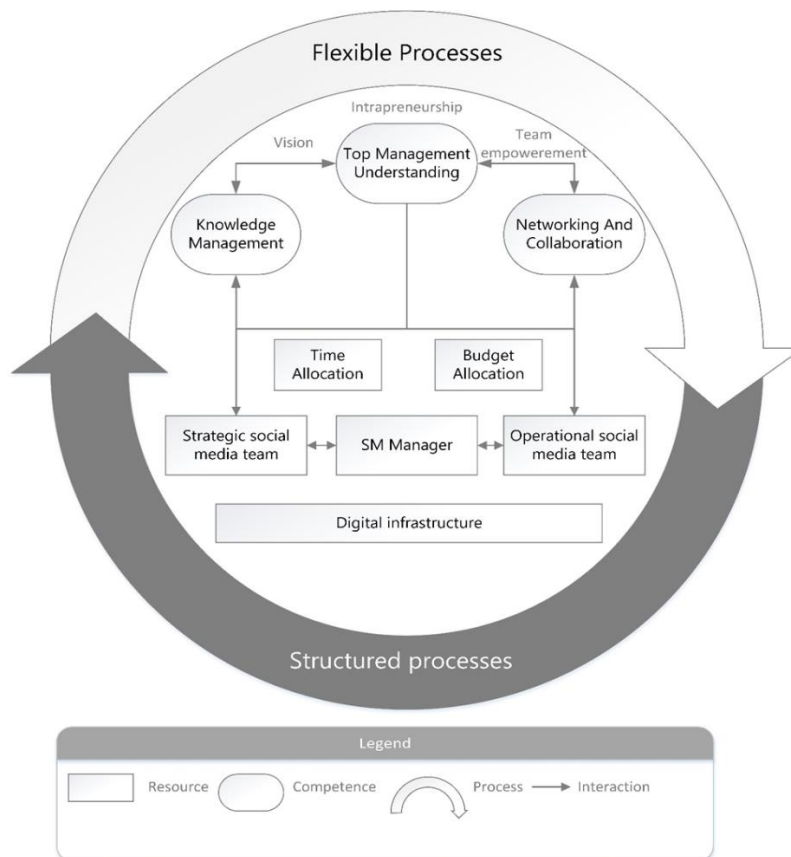 Flexible Processes
Intrapreneurship
Vision
Top Management
Understanding
Team
empowerement
Knowledge
Management
Networking And
Collaboration
Time
Allocation
Budget
Allocation
Strategic social
media team
SM Manager
Operational social
media team
Digital infrastructure
Structured processes
Legend
Resource
Competence
Process
Interaction